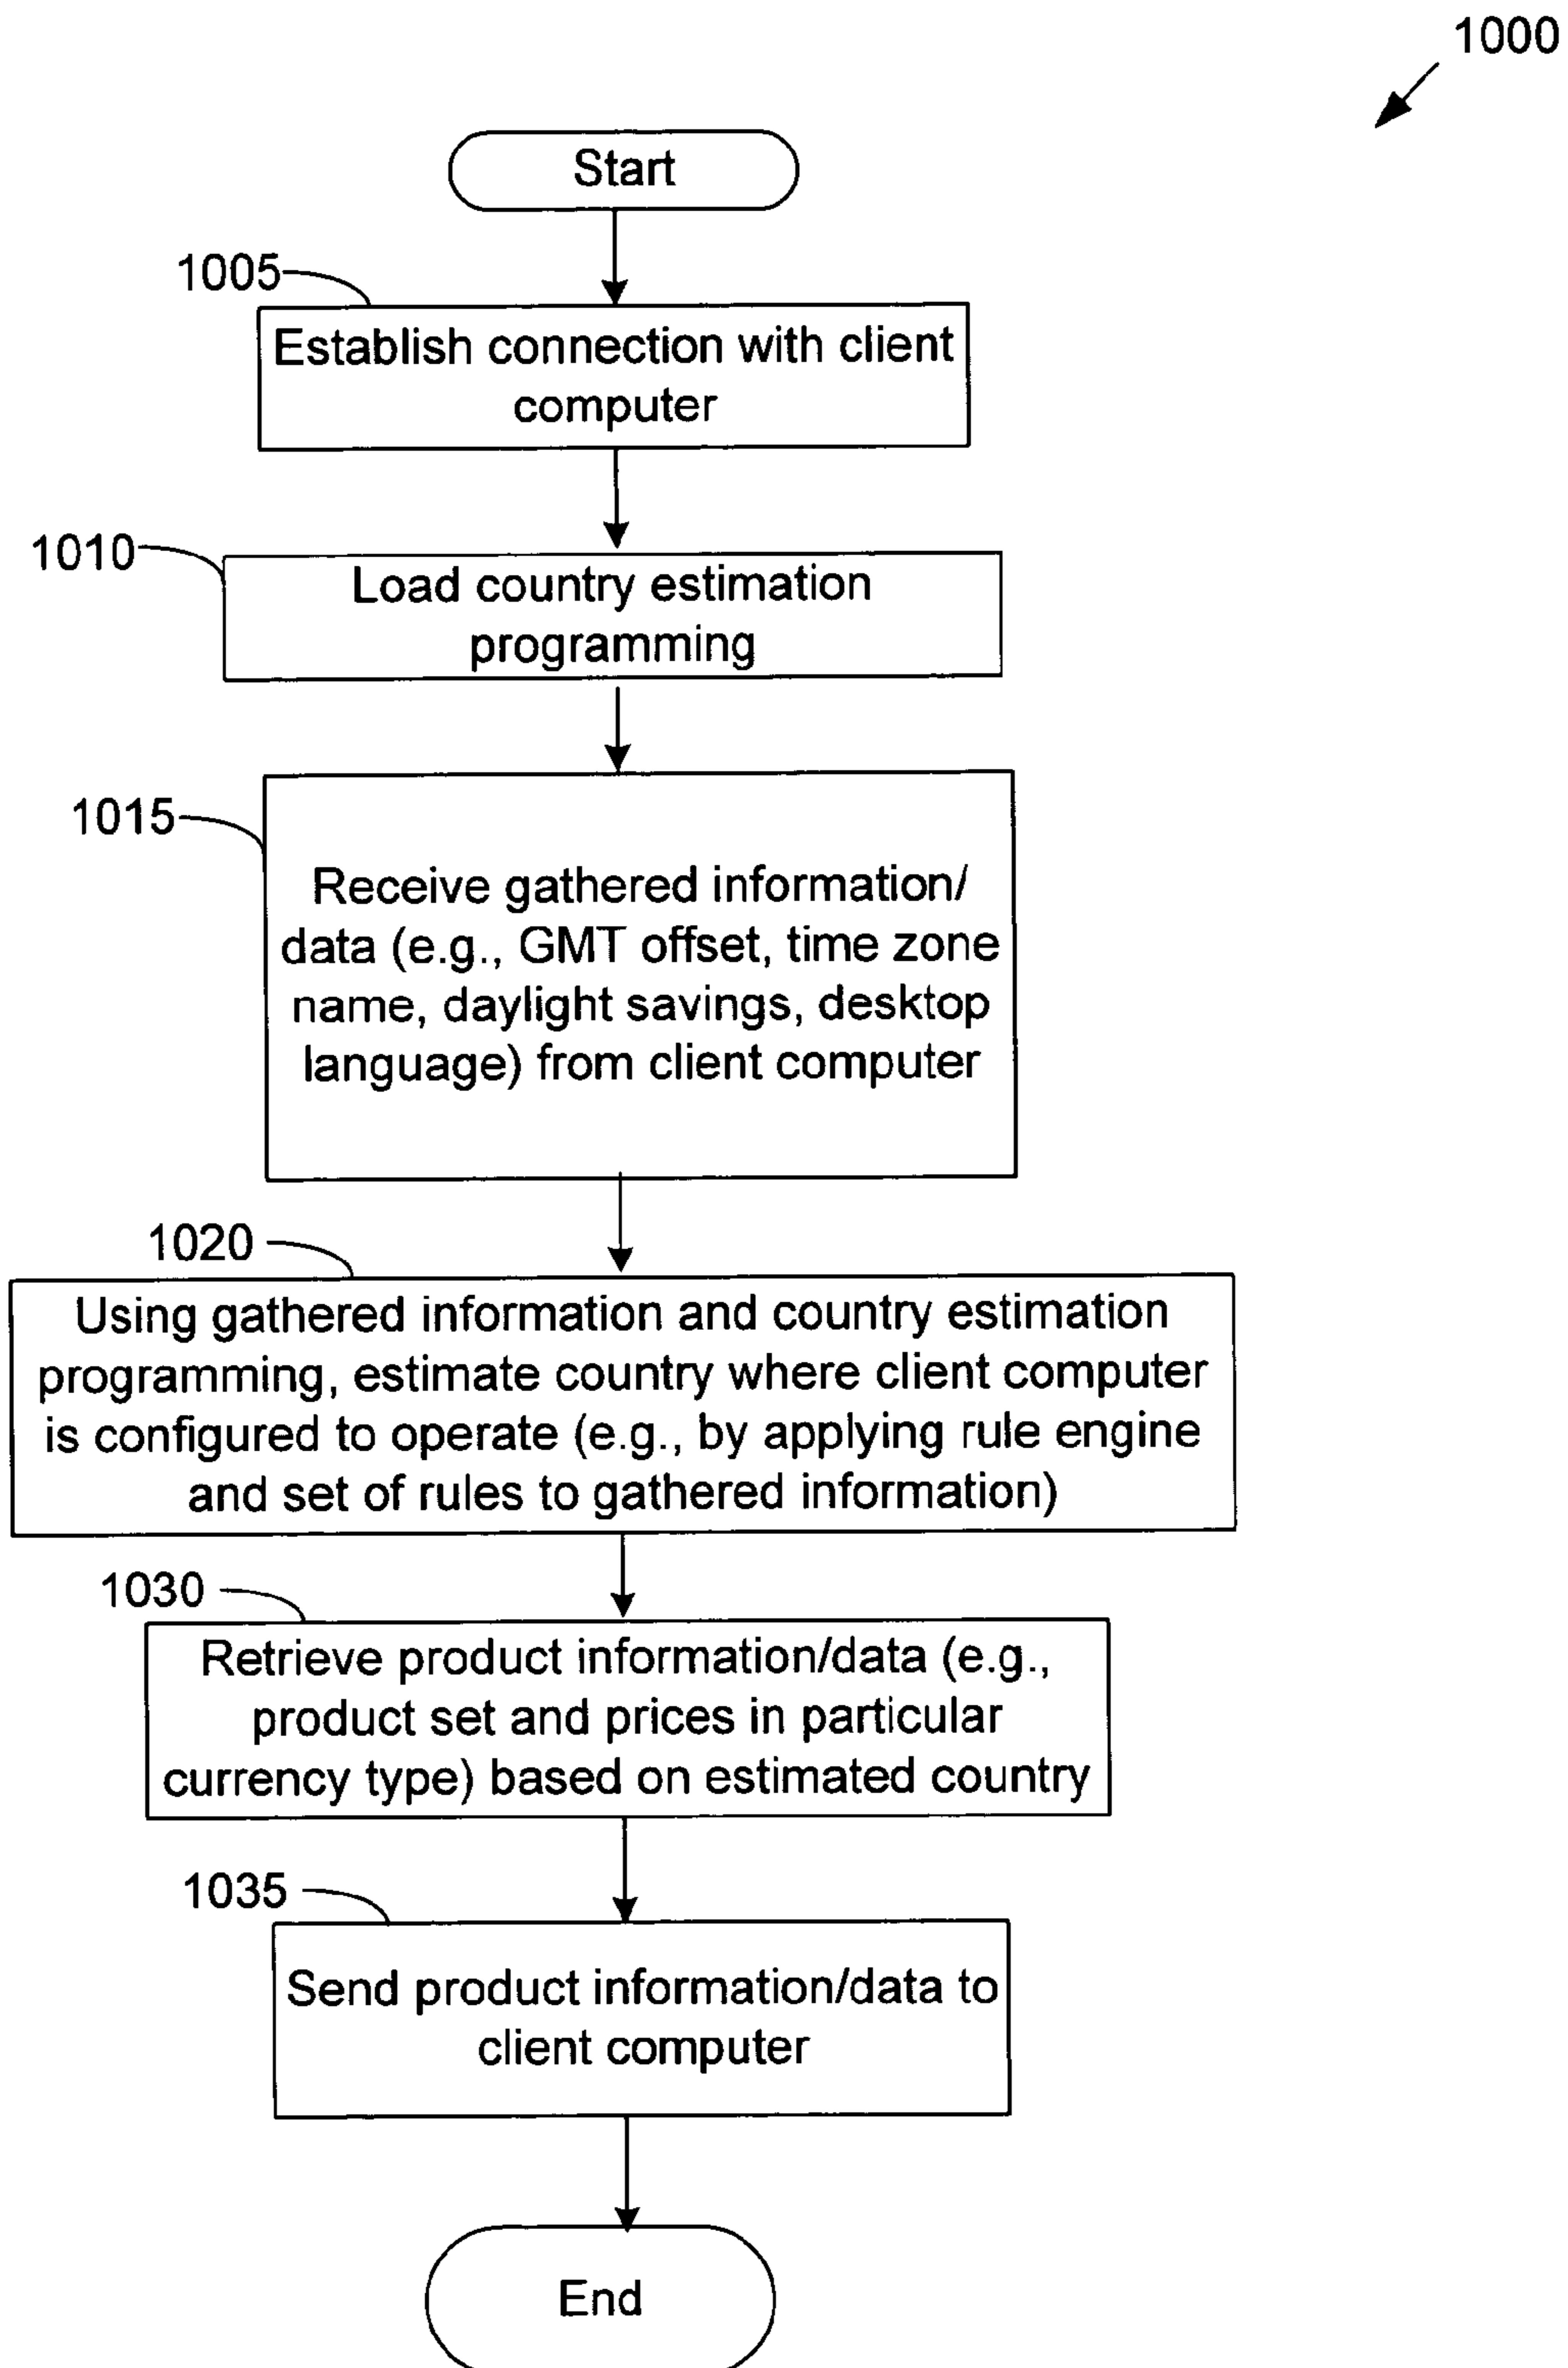 1000
Start
1005
Establish connection with client
computer
1010
Load country estimation
programming
1015
Receive gathered information/
data (e.g., GMT offset, time zone
name, daylight savings, desktop
language) from client computer
1020
Using gathered information and country estimation
programming, estimate country where client computer
is configured to operate (e.g., by applying rule engine
and set of rules to gathered information)
1030
Retrieve product information/data (e.g.,
product set and prices in particular
currency type) based on estimated country
1035
Send product information/data to
client computer
End